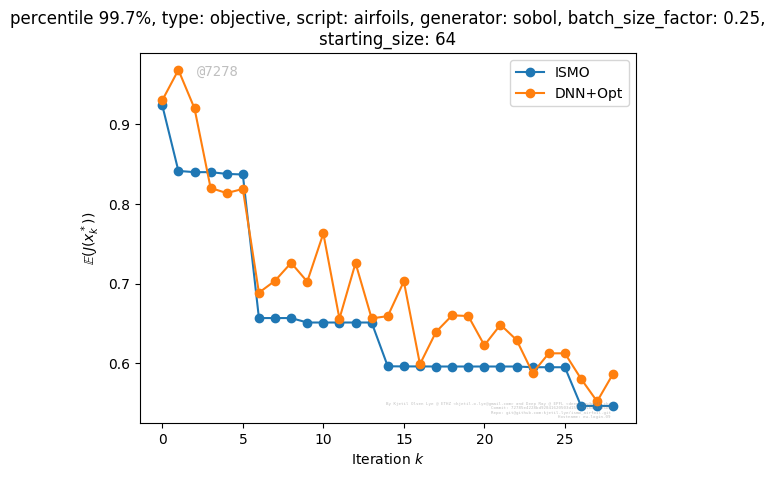 percentile 99.7%, type: objective, script: airfoils, generator: sobol, batch_size_factor: 0.25,
starting_size: 64
@7278
ISMO
DNN+Opt
0.9
0.8
0.7
0.6
𝔼(J(x*k))
0 5 10 15 20 25
Iteration k